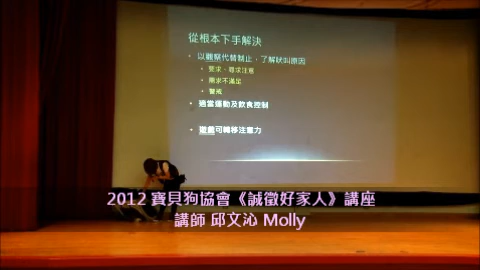 從根本下手解決
• 以觀察代替制止，了解吠叫原因
• 要求、尋求注意
• 需求不滿足
• 警戒
• 適當運動及飲食控制
• 遊戲可轉移注意力
2012 寶貝狗協會《誠徵好家人》講座
講師 邱文沁 Molly